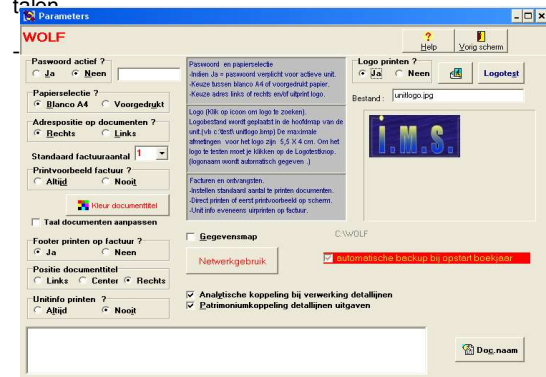 talen
Parameters
WOLF
Help
Vorig scherm
Paswoord actief ?
Ja Neen
Papierselectie ?
Blanco A4 Voorgedrukt
Adrespositie op documenten ?
Rechts Links
Standaard factuuraantal 1
Printvoorbeeld factuur ?
Altijd Nooit
Kleur documenttitel
Taal documenten aanpassen
Footer printen op factuur ?
Ja Neen
Positie documenttitel
Links Center Rechts
Unitinfo printen ?
Altijd Nooit
Paswoord en papierselectie
-Indien Ja = paswoord verplicht voor actieve unit.
-Keuze tussen blanco A4 of voorgedrukt papier.
-Keuze adres links of rechts en/of uitprint logo.
Logo (Klik op icoon om logo te zoeken).
Logobestand wordt geplaatst in de hoofdmap van de
unit.(vb c:\test\ unitlogo.bmp) De maximale
afmetingen voor het logo zijn 5,5 X 4 cm. Om het
logo te testen moet je klikken op de Logotestknop.
(logonaam wordt automatisch gegeven .)
Facturen en ontvangsten.
-Instellen standaard aantal te printen documenten.
-Direct printen of eerst printvoorbeeld op scherm.
-Unit info eveneens uirprinten op factuur.
Logo printen ?
Ja Neen
Logotest
Bestand : unitlogo.jpg
I.M.S.
Gegevensmap
C:\WOLF
Netwerkgebruik
automatische backup bij opstart boekjaar
Analytische koppeling bij verwerking detaillijnen
Patrimoniumkoppeling detaillijnen uitgaven
Doc.naam